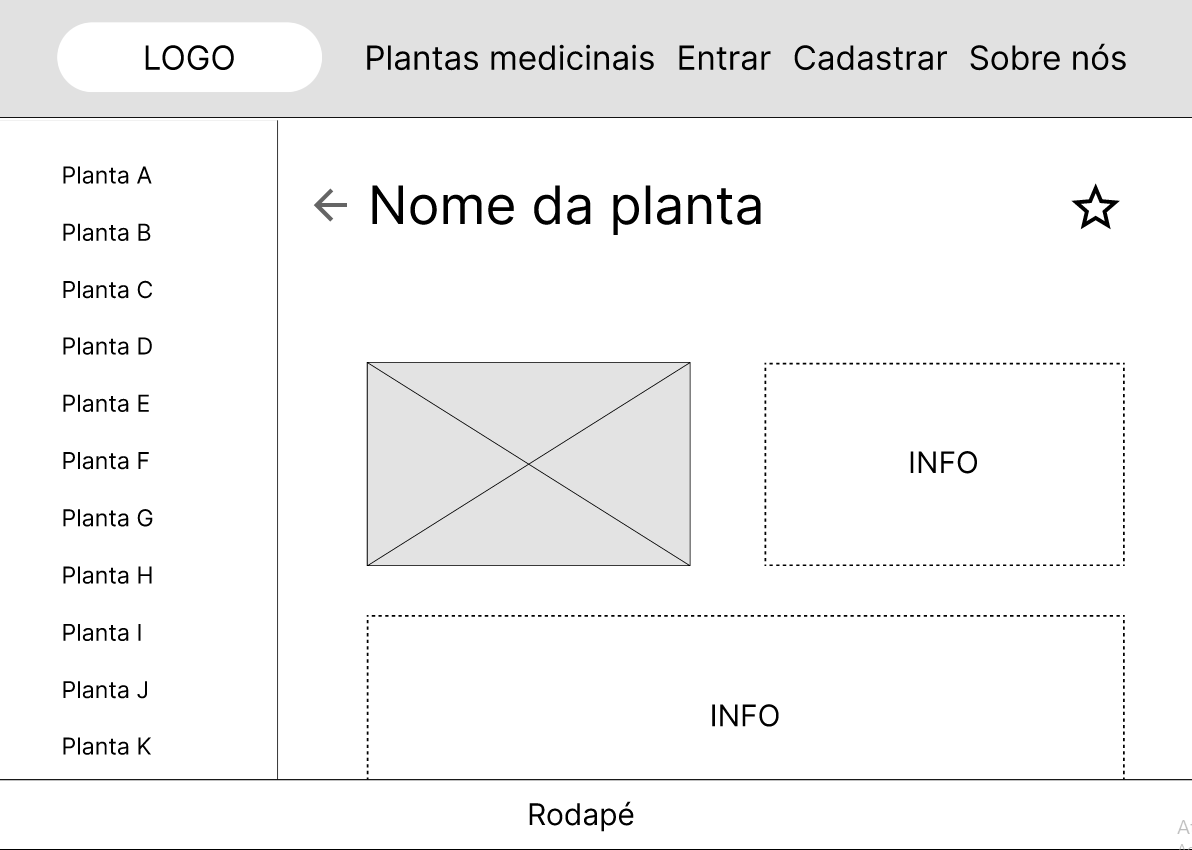 LOGO
Plantas medicinais Entrar Cadastrar Sobre nós
Planta A
Planta B
Planta C
Planta D
Planta E
Planta F
Planta G
Planta H
Planta I
Planta J
Planta K
Nome da planta
INFO
INFO
Rodapé